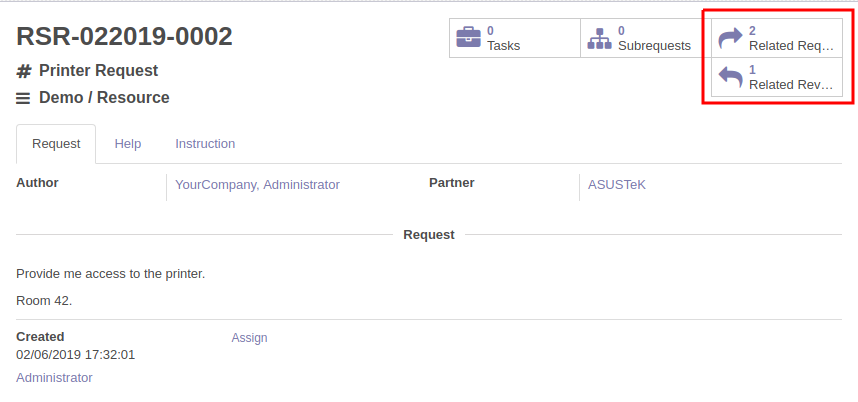 RSR-022019-0002
# Printer Request
Demo / Resource
0
Tasks
0
Subrequests
2
Related Req...
1
Related Rev...
Request Help Instruction
Author YourCompany, Administrator Partner ASUSTeK
Request
Provide me access to the printer.
Room 42.
Created Assign
02/06/2019 17:32:01
Administrator